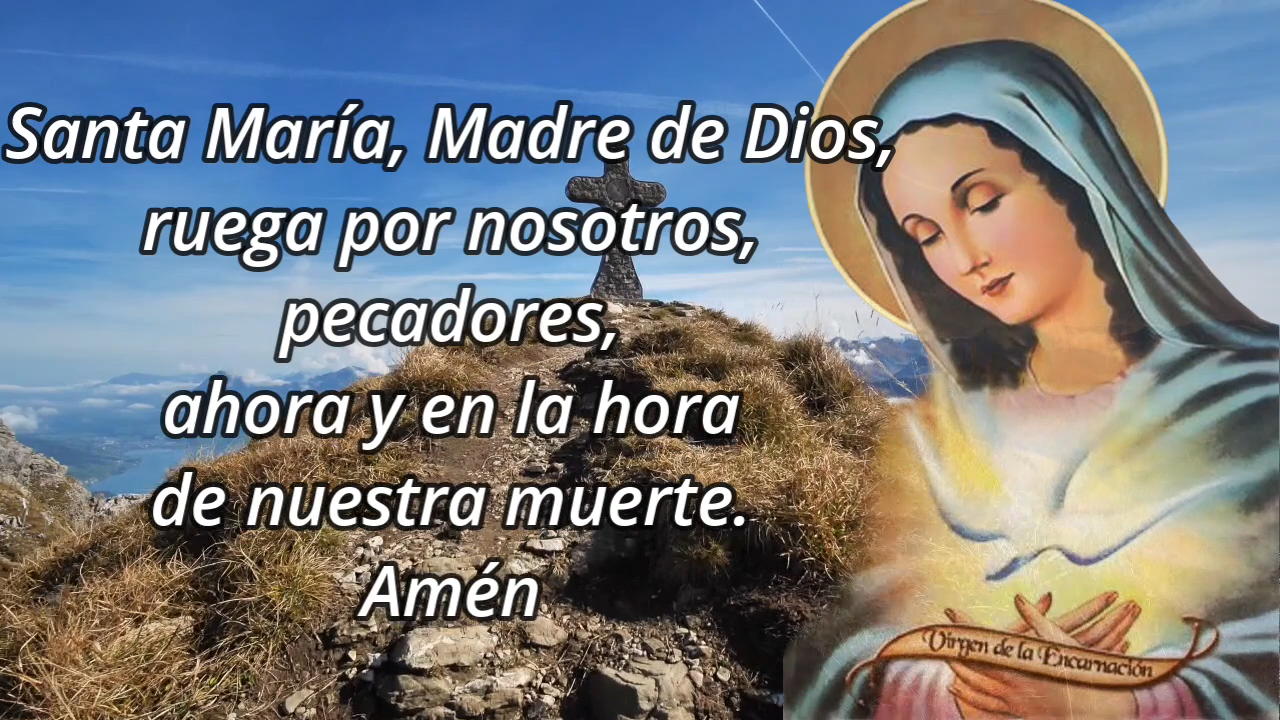 Santa María, Madre de Dios,
ruega por nosotros,
pecadores,
ahora y en la hora
de nuestra muerte.
Amén
Virgen de la Encarnación